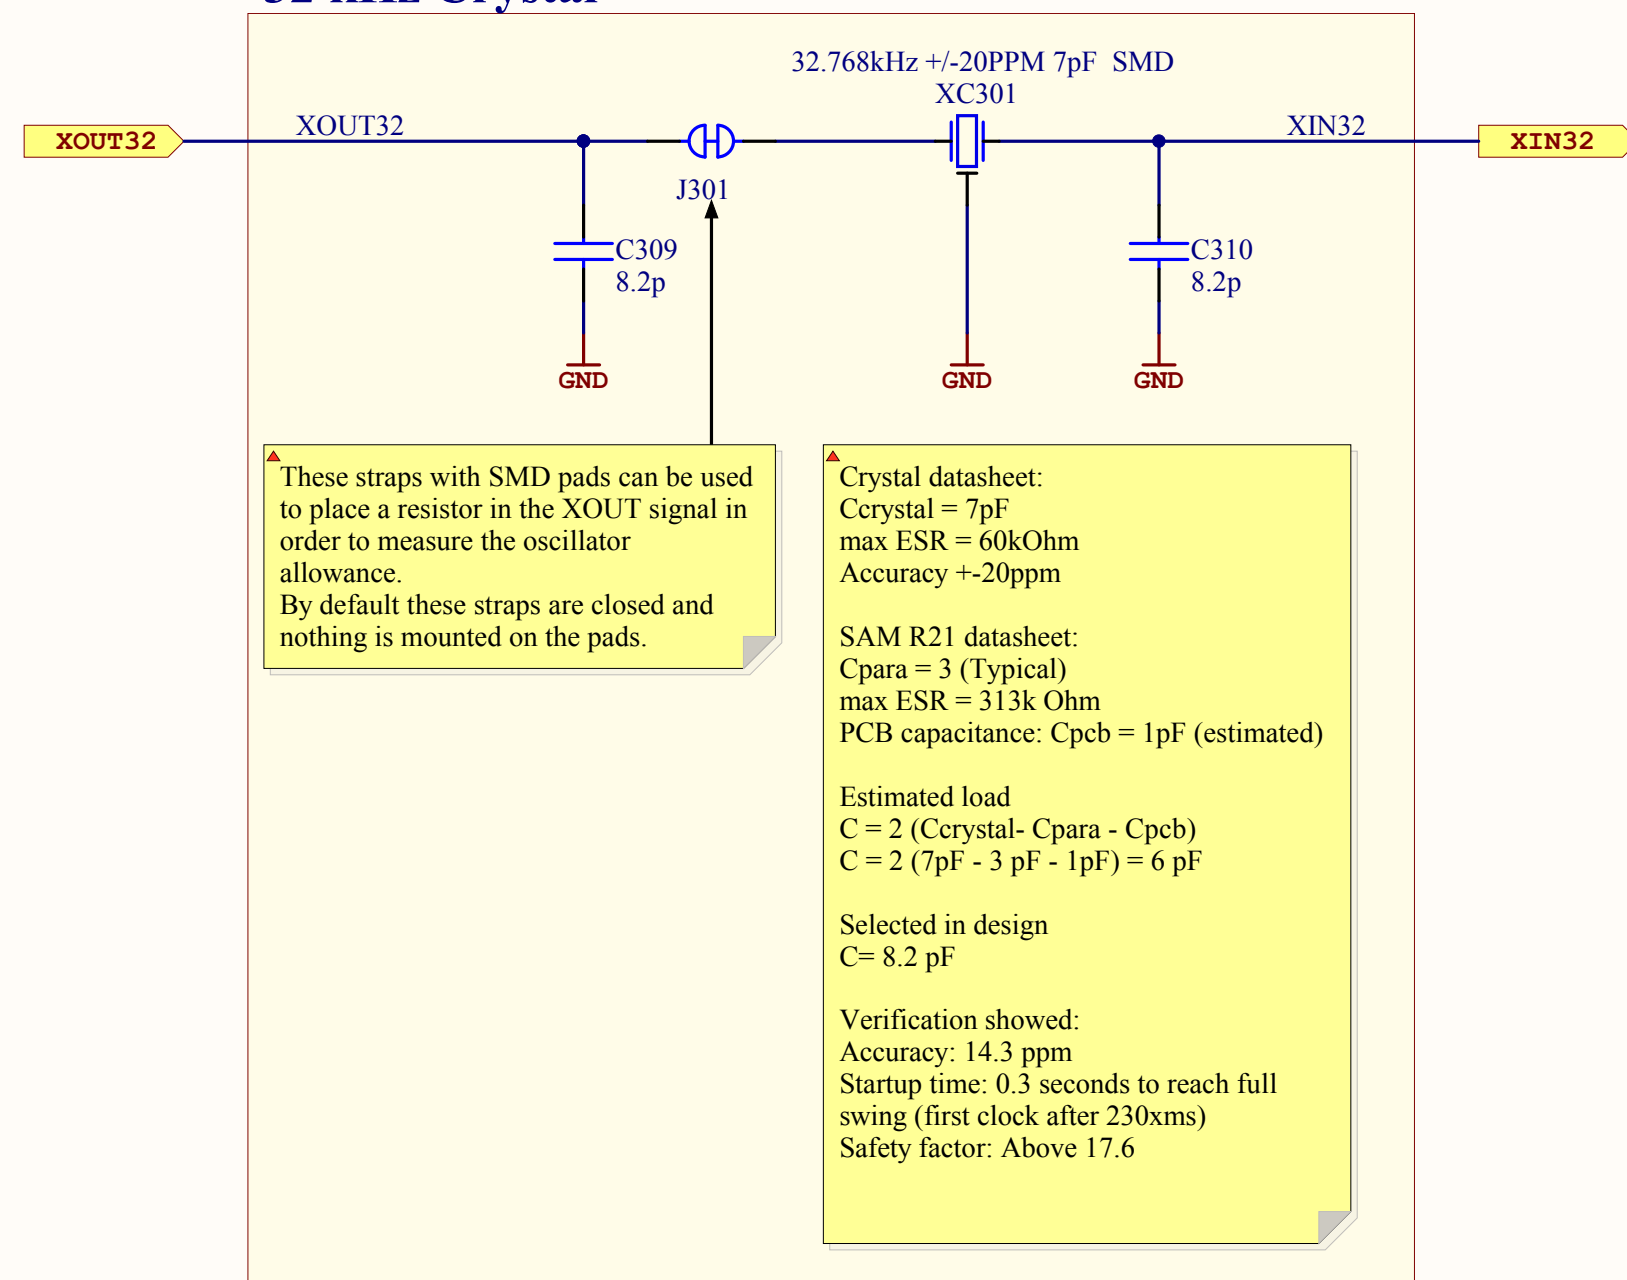 32 kHz Crystal
32.768kHz +/-20PPM 7pF  SMD
XC301
XOUT32
XOUT32
XIN32
XIN32
J301
C309
8.2p
C310
8.2p
GND
GND
GND
These straps with SMD pads can be used
to place a resistor in the XOUT signal in
order to measure the oscillator
allowance.
By default these straps are closed and
nothing is mounted on the pads.
Crystal datasheet:
Ccrystal = 7pF
max ESR = 60kOhm
Accuracy +-20ppm
SAM R21 datasheet:
Cpara = 3 (Typical)
max ESR = 313k Ohm
PCB capacitance: Cpcb = 1pF (estimated)
Estimated load
C = 2 (Ccrystal- Cpara - Cpcb)
C = 2 (7pF - 3 pF - 1pF) = 6 pF
Selected in design
C= 8.2 pF
Verification showed:
Accuracy: 14.3 ppm
Startup time: 0.3 seconds to reach full
swing (first clock after 230xms)
Safety factor: Above 17.6